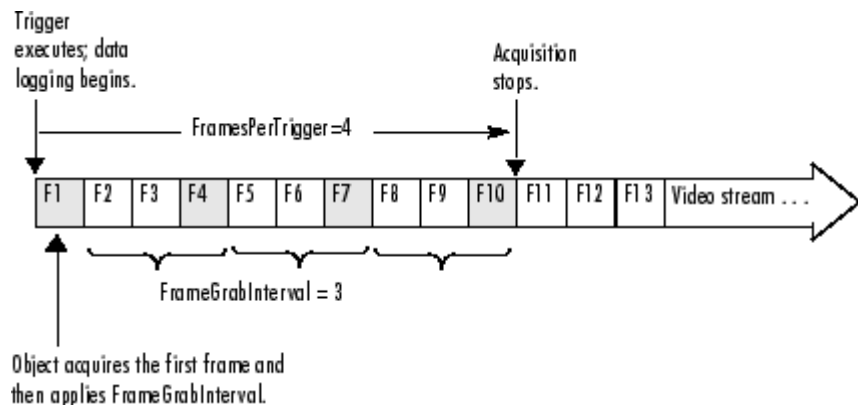 Trigger
executes; data
logging begins.
Acquisition
stops.
FramesPerTrigger=4
F1 F2 F3 F4 F5 F6 F7 F8 F9 F10 F11 F12 F13 Video stream . . .
FrameGrabInterval = 3
Object acquires the first frame and
then applies FrameGrabInterval.